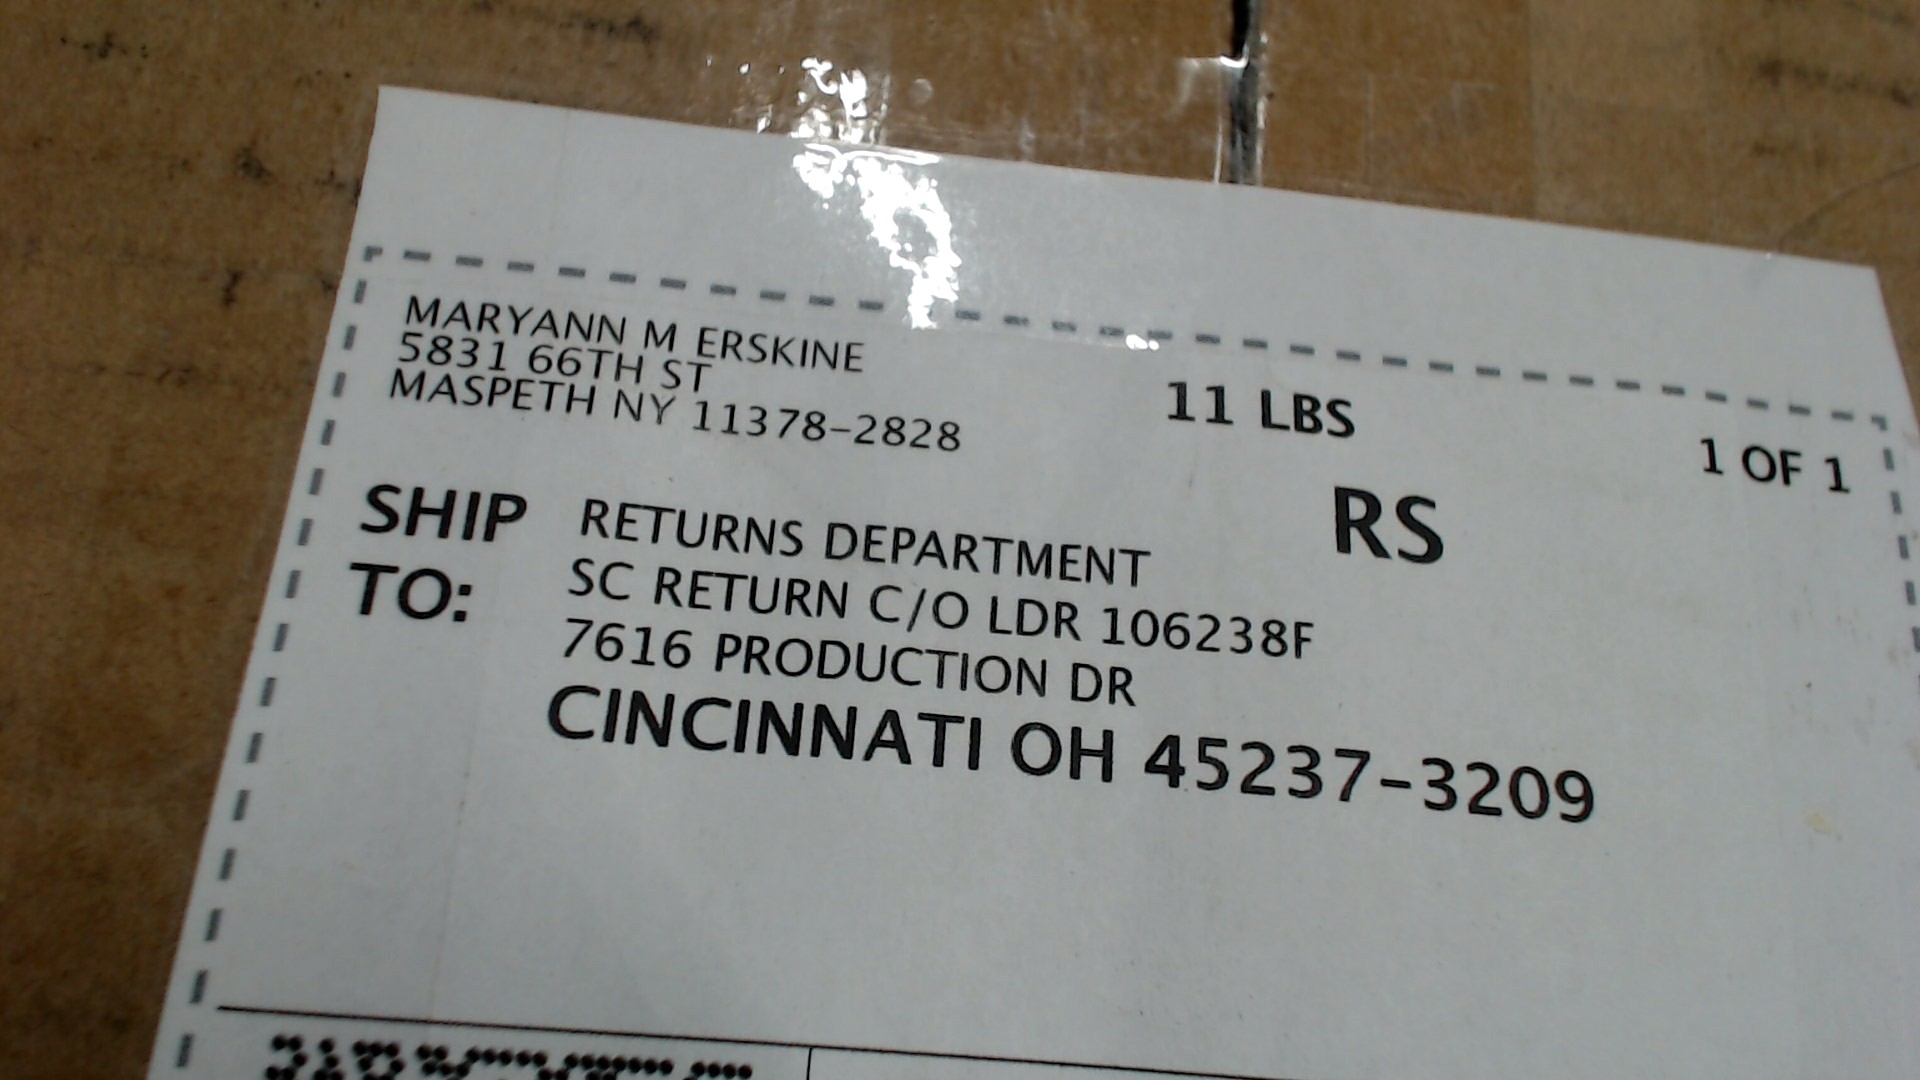 MARYANN M ERSKINE
5831 66TH ST
MASPETH NY 11378-2828
11 LBS
1 OF 1
RS
SHIP TO:
RETURNS DEPARTMENT
SC RETURN C/O LDR 106238F
7616 PRODUCTION DR
CINCINNATI OH 45237-3209